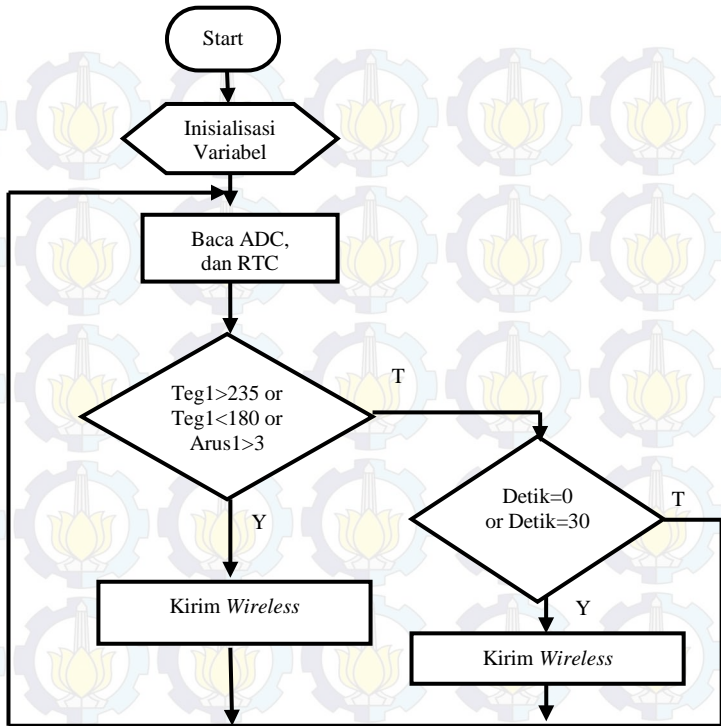 Start
Inisialisasi
Variabel
Baca ADC,
dan RTC
Teg1>235 or
Teg1<180 or
Arus1>3
T
Y
Detik=0
or Detik=30
T
Y
Kirim Wireless
Kirim Wireless